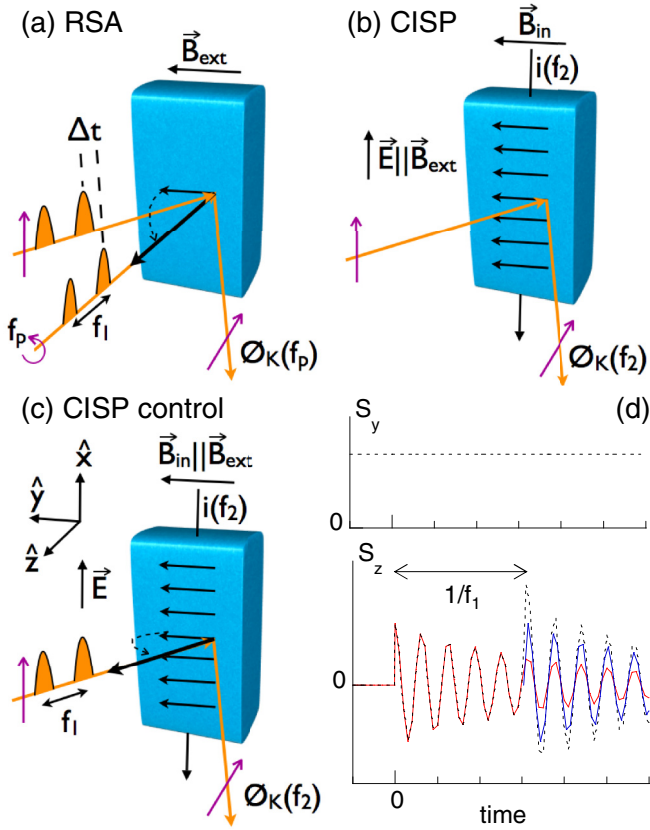 (a) RSA
B⃗ext
Δt
fp
fl
ØK(fp)
(b) CISP
B⃗in
i(f2)
E⃗||B⃗ext
ØK(f2)
(c) CISP control
x̂
ŷ
ẑ
B⃗in||B⃗ext
i(f2)
E⃗
fl
ØK(f2)
(d)
Sy
0
Sz
1/f1
0
0
time